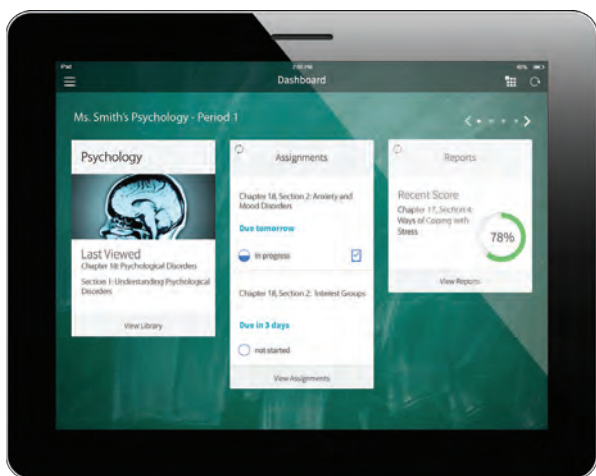 iPad
7:00 PM
Dashboard
Ms. Smith's Psychology - Period 1
Psychology
Last Viewed
Chapter 18: Psychological Disorders
Section 1: Understanding Psychological
Disorders
View Library
Assignments
Chapter 18, Section 2: Anxiety and
Mood Disorders
Due tomorrow
in progress
Chapter 18, Section 2: Interest Groups
Due in 3 days
not started
View Assignments
Reports
Recent Score
Chapter 17, Section 4:
Ways of Coping with
Stress
78%
View Reports